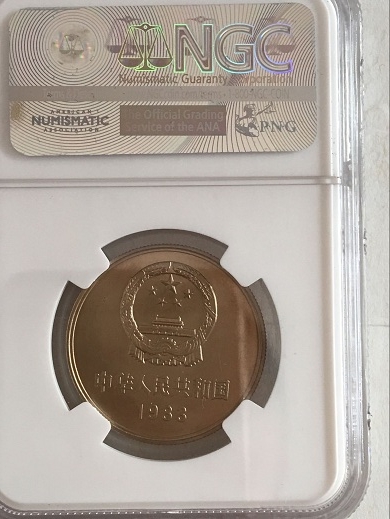 NGC
Numismatic Guaranty Corporation
AMERICAN
NUMISMATIC
ASSOCIATION
The Official Grading
Service of the ANA
PNG
中华人民共和国
1983